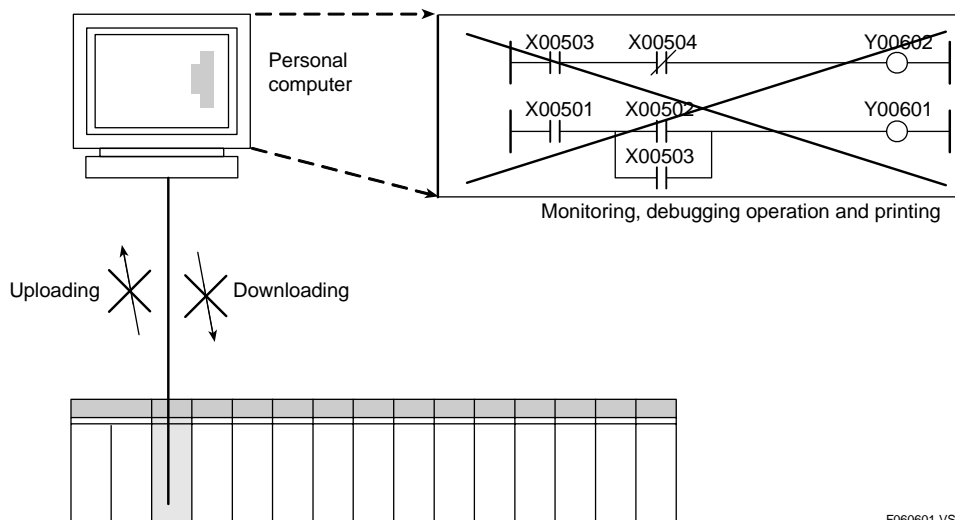 Personal
computer
X00503 X00504 Y00602
X00501 X00502 Y00601
X00503
Monitoring, debugging operation and printing
Uploading Downloading
F060601.VSD